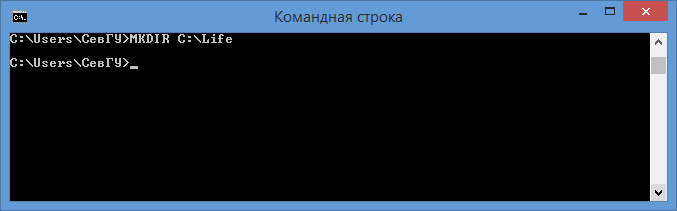 Командная строка
C:\Users\СевГУ>MKDIR C:\Life
C:\Users\СевГУ>_